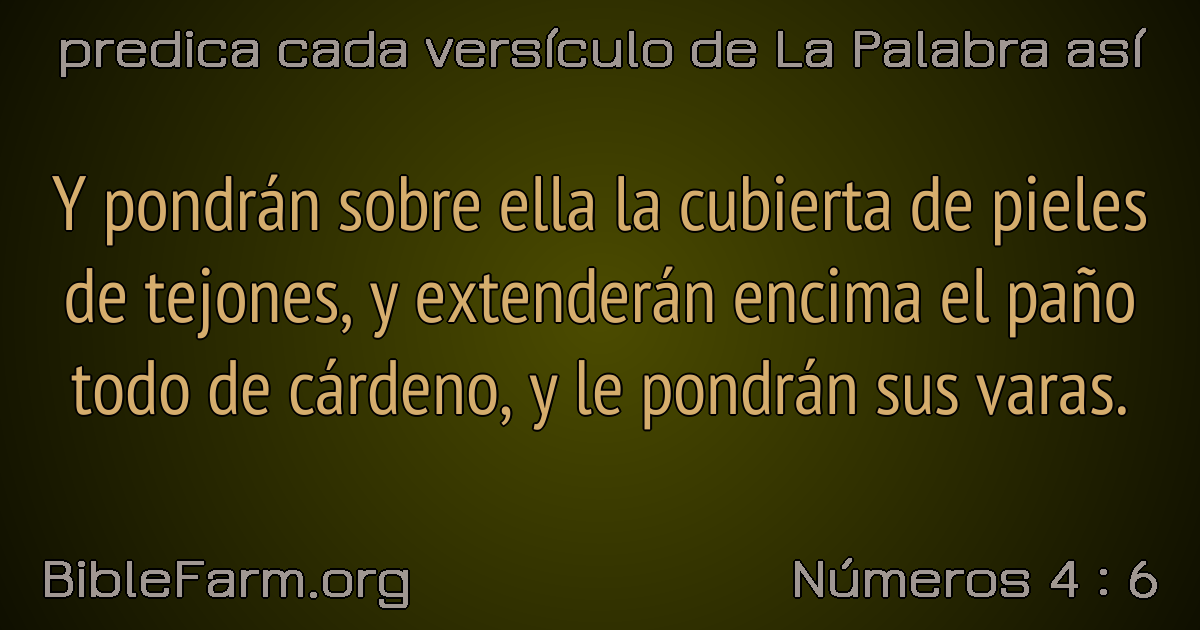 predica cada versículo de La Palabra así
Y pondrán sobre ella la cubierta de pieles
de tejones, y extenderán encima el paño
todo de cárdeno, y le pondrán sus varas.
BibleFarm.org
Números 4 : 6